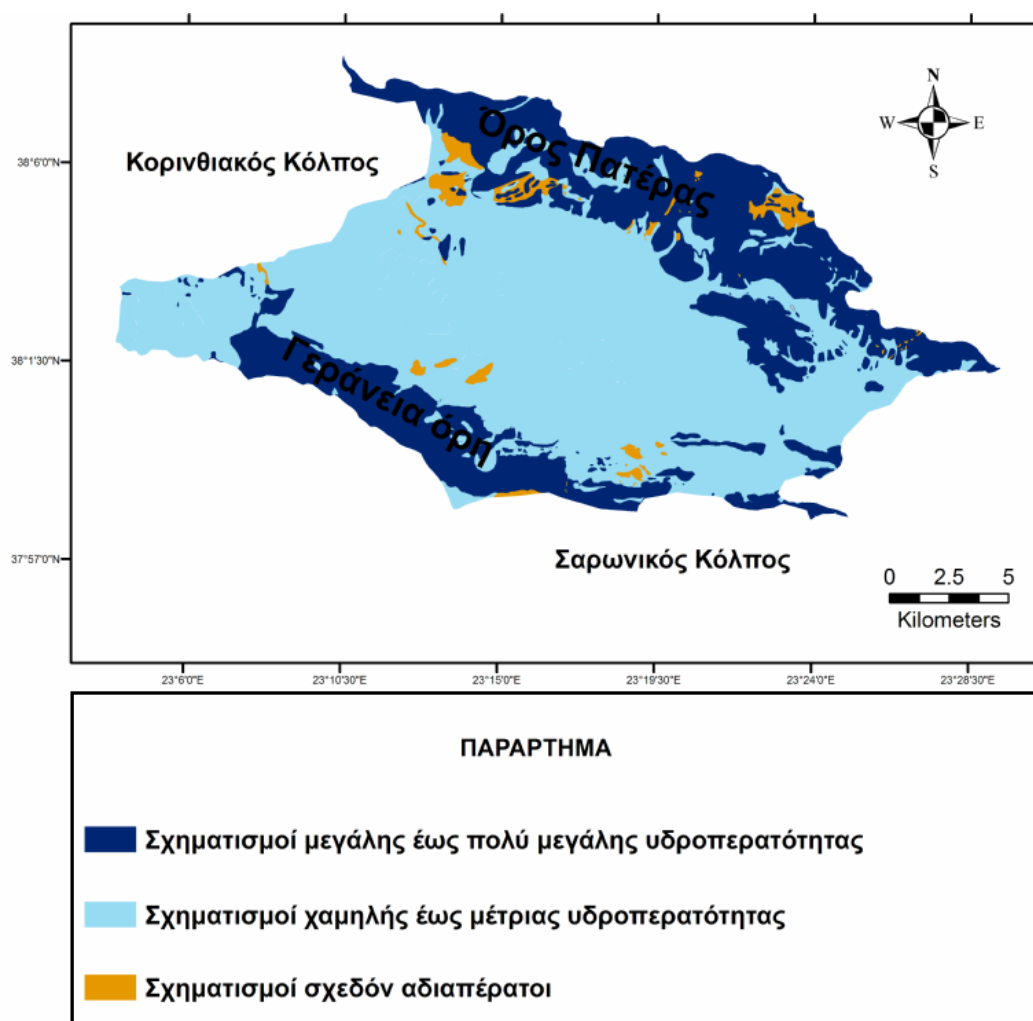 N
W E
S
Όρος Πατέρας
38°6'0"N
Κορινθιακός Κόλπος
38°1'30"N
Γεράνεια όρη
37°57'0"N
Σαρωνικός Κόλπος
0 2.5 5
Kilometers
23°6'0"E 23°10'30"E 23°15'0"E 23°19'30"E 23°24'0"E 23°28'30"E
ΠΑΡΑΡΤΗΜΑ
Σχηματισμοί μεγάλης έως πολύ μεγάλης υδροπερατότητας
Σχηματισμοί χαμηλής έως μέτριας υδροπερατότητας
Σχηματισμοί σχεδόν αδιαπέρατοι